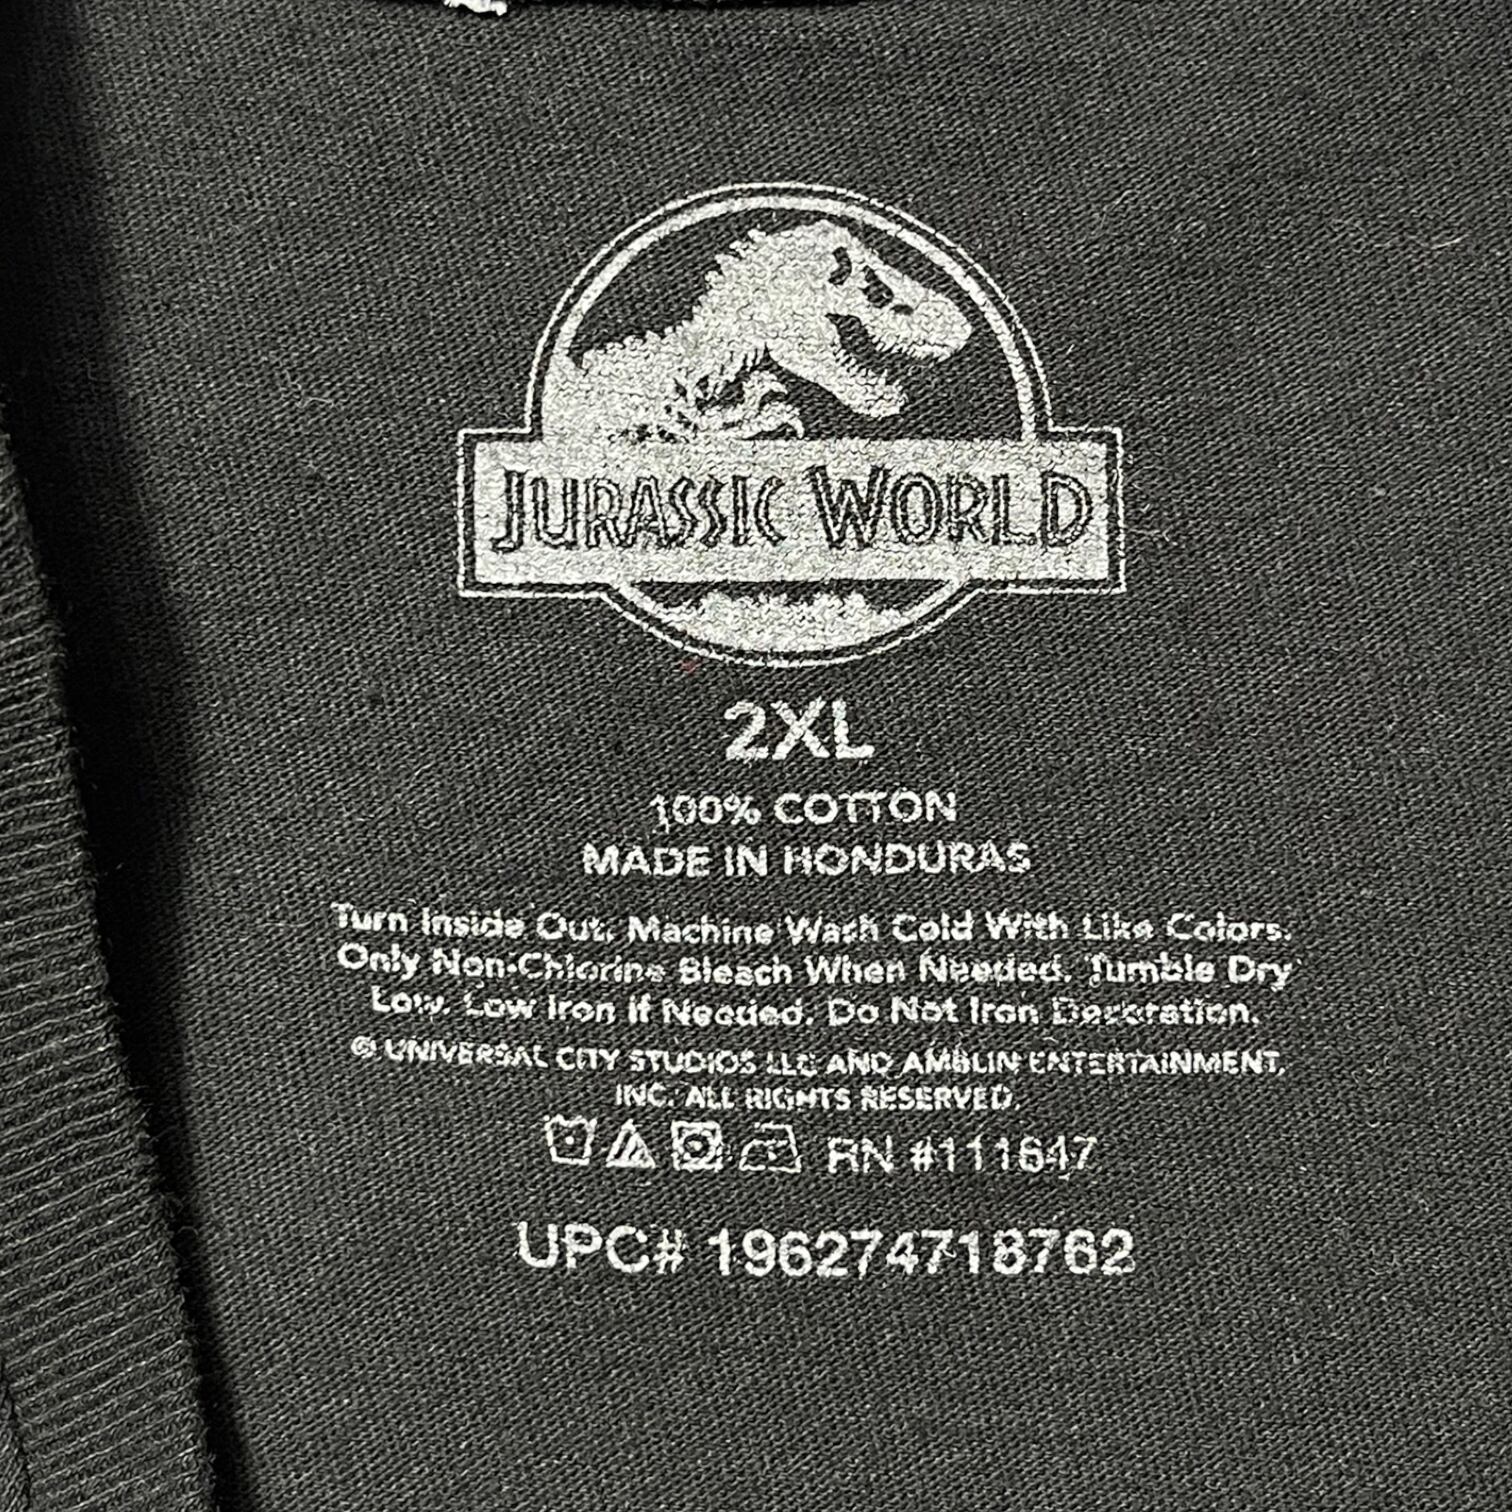 JURASSIC WORLD
2XL
100% COTTON
MADE IN HONDURAS
Turn Inside Out. Machine Wash Cold With Like Colors.
Only Non-Chlorine Bleach When Needed. Tumble Dry
Low. Low Iron If Needed. Do Not Iron Decoration.
© UNIVERSAL CITY STUDIOS LLC AND AMBLIN ENTERTAINMENT,
INC. ALL RIGHTS RESERVED.
RN #111647
UPC# 196274718762